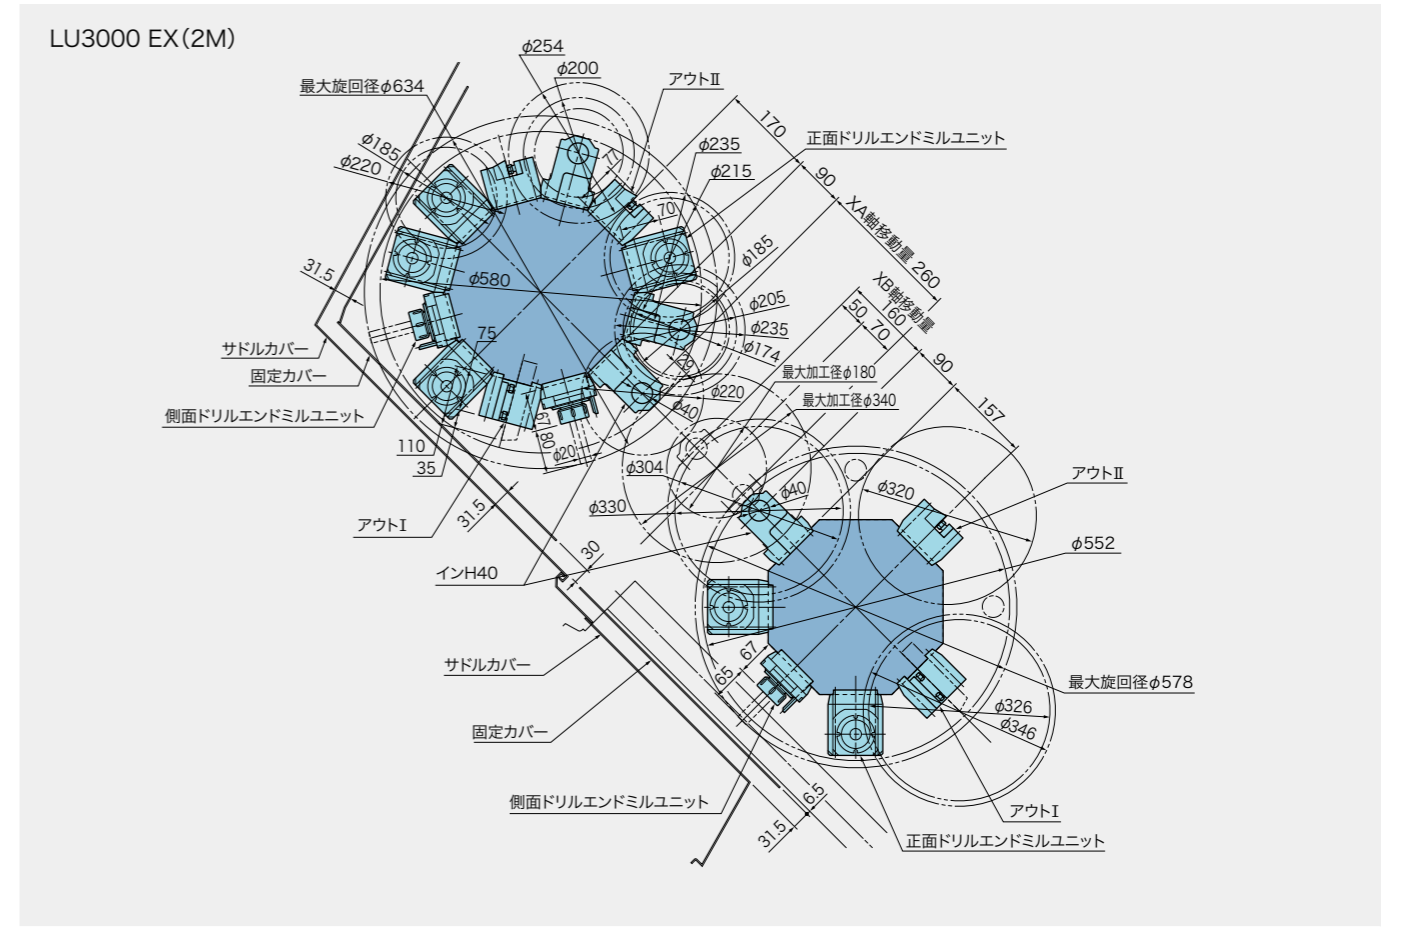 LU3000 EX(2M)
φ254
φ200
アウトⅡ
最大旋回径φ634
170
正面ドリルエンドミルユニット
φ185
φ220
77
φ235
φ215
90
XA軸移動量 260
70
φ185
31.5
φ580
XB軸移動量
160
φ205
50
70
φ235
φ174
75
サドルカバー
固定カバー
29
90
最大加工径φ180
最大加工径φ340
φ220
φ40
157
側面ドリルエンドミルユニット
67
80
110
35
φ20
φ304
アウトⅡ
φ40
φ320
φ330
アウトⅠ
31.5
φ552
30
インH40
67
65
サドルカバー
最大旋回径φ578
φ326
φ346
固定カバー
側面ドリルエンドミルユニット
6.5
31.5
アウトⅠ
正面ドリルエンドミルユニット